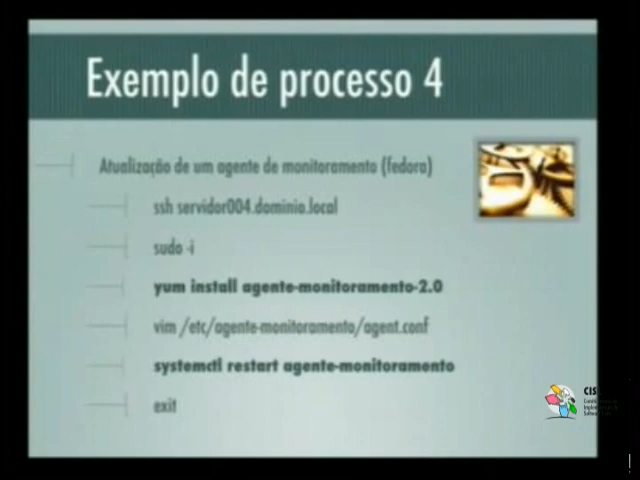 Exemplo de processo 4
Atualização de um agente de monitoramento (fedora)
ssh servidor004.dominio.local
sudo -i
yum install agente-monitoramento-2.0
vim /etc/agente-monitoramento/agent.conf
systemctl restart agente-monitoramento
exit
CIS